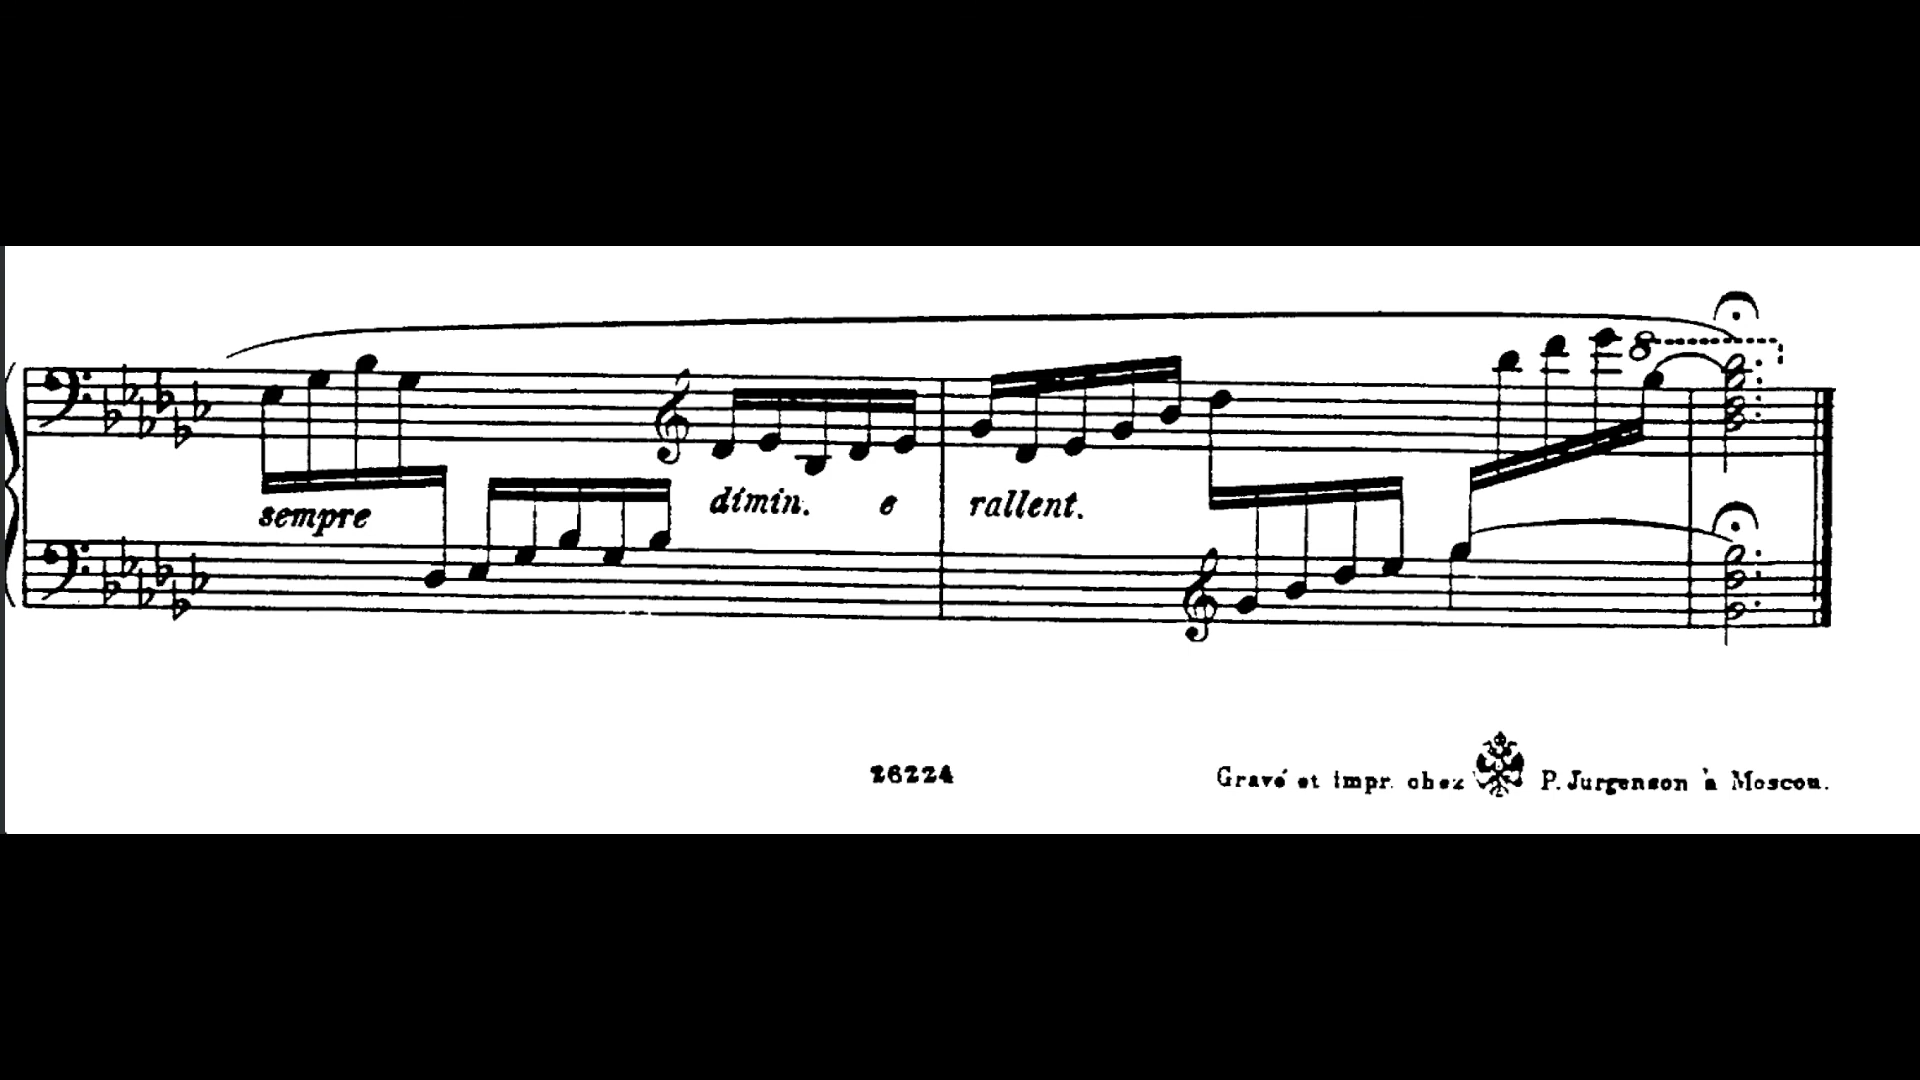 sempre dimin. e rallent.
8
26224
Gravé et impr. chez P. Jurgenson à Moscou.